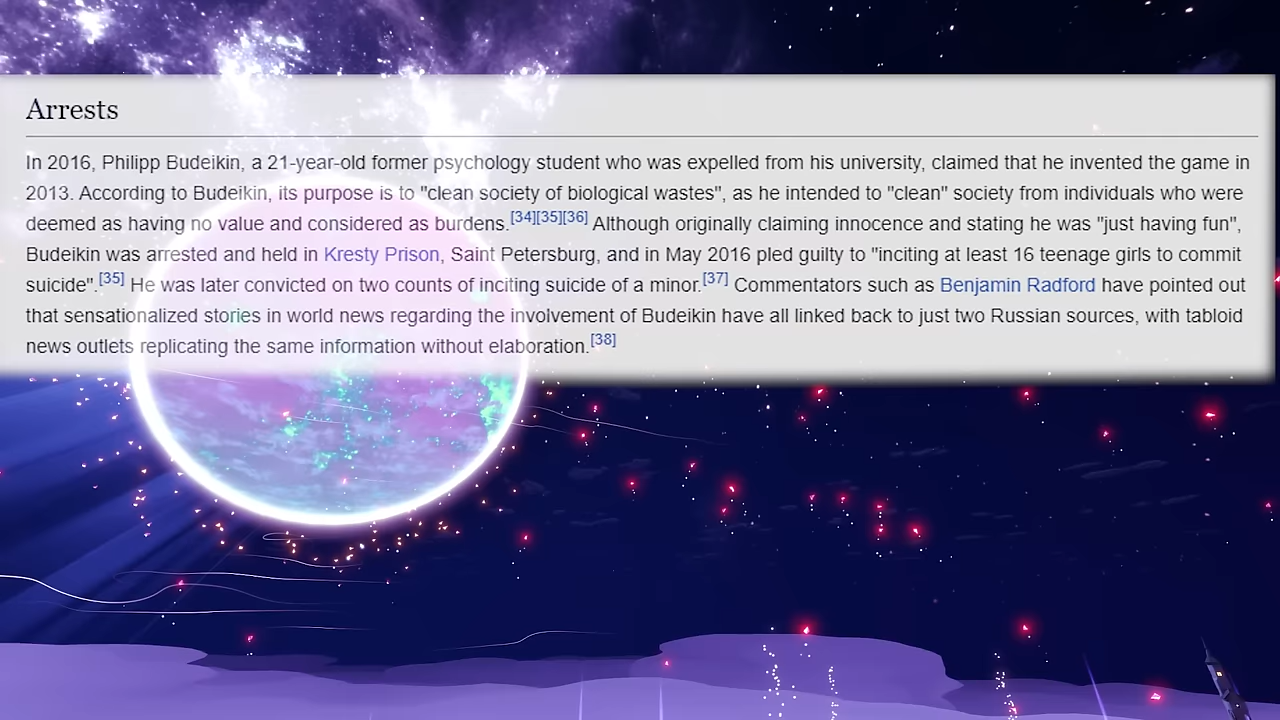 Arrests
In 2016, Philipp Budeikin, a 21-year-old former psychology student who was expelled from his university, claimed that he invented the game in
2013. According to Budeikin, its purpose is to "clean society of biological wastes", as he intended to "clean" society from individuals who were
deemed as having no value and considered as burdens.[34][35][36] Although originally claiming innocence and stating he was "just having fun",
Budeikin was arrested and held in Kresty Prison, Saint Petersburg, and in May 2016 pled guilty to "inciting at least 16 teenage girls to commit
suicide".[35] He was later convicted on two counts of inciting suicide of a minor.[37] Commentators such as Benjamin Radford have pointed out
that sensationalized stories in world news regarding the involvement of Budeikin have all linked back to just two Russian sources, with tabloid
news outlets replicating the same information without elaboration.[38]